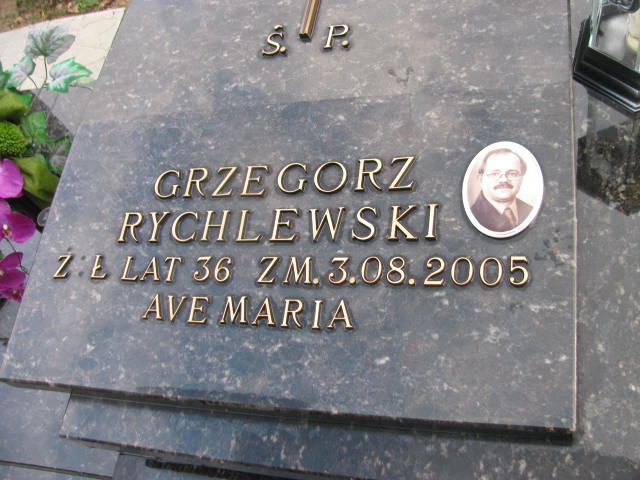 Ś. P.
GRZEGORZ
RYCHLEWSKI
Ż Ł LAT 36 ZM. 3.08.2005
AVE MARIA